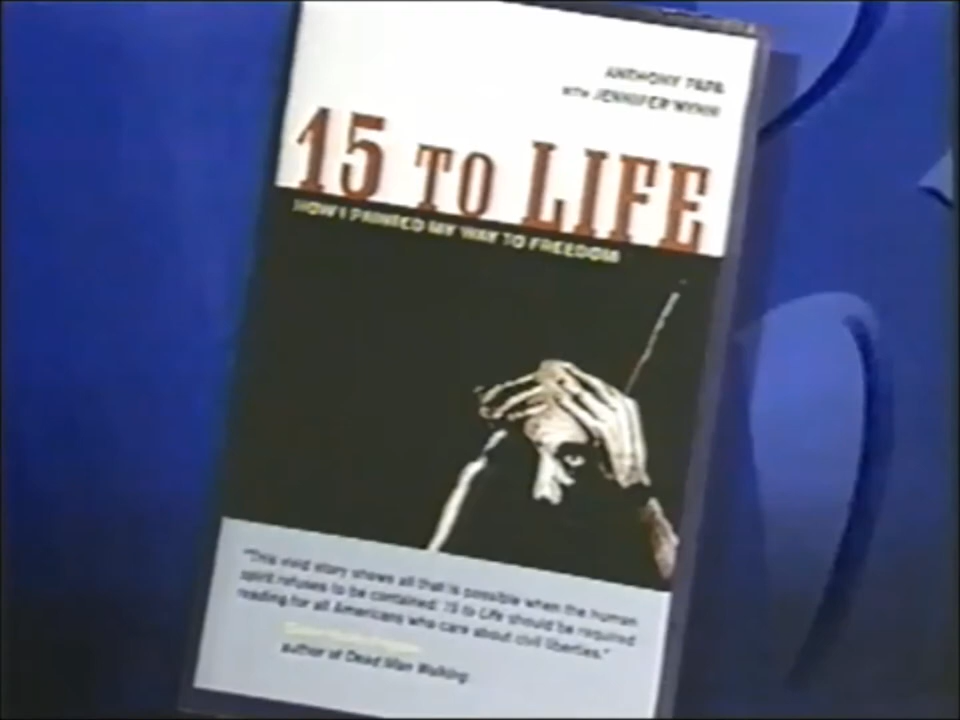 ANTHONY PAPA
WITH JENNIFER WYNN
15 TO LIFE
HOW I PAINTED MY WAY TO FREEDOM
"This vivid story shows all that is possible when the human
spirit refuses to be contained. 15 to Life should be required
reading for all Americans who care about civil liberties."
author of Dead Man Walking